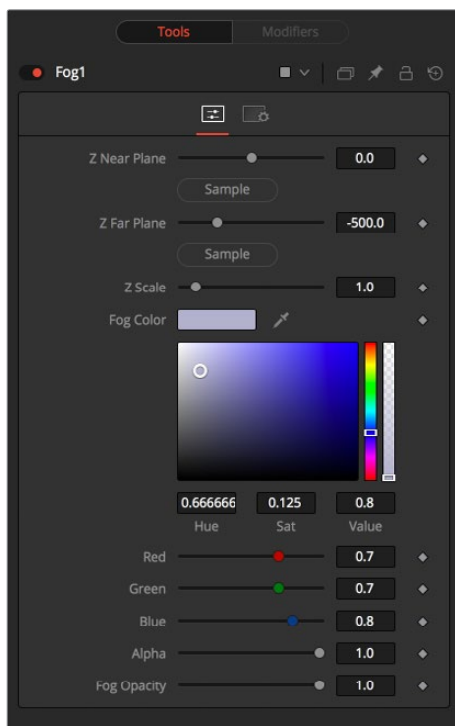 Tools Modifiers
Fog1
Z Near Plane 0.0
Sample
Z Far Plane -500.0
Sample
Z Scale 1.0
Fog Color
0.666666 0.125 0.8
Hue Sat Value
Red 0.7
Green 0.7
Blue 0.8
Alpha 1.0
Fog Opacity 1.0